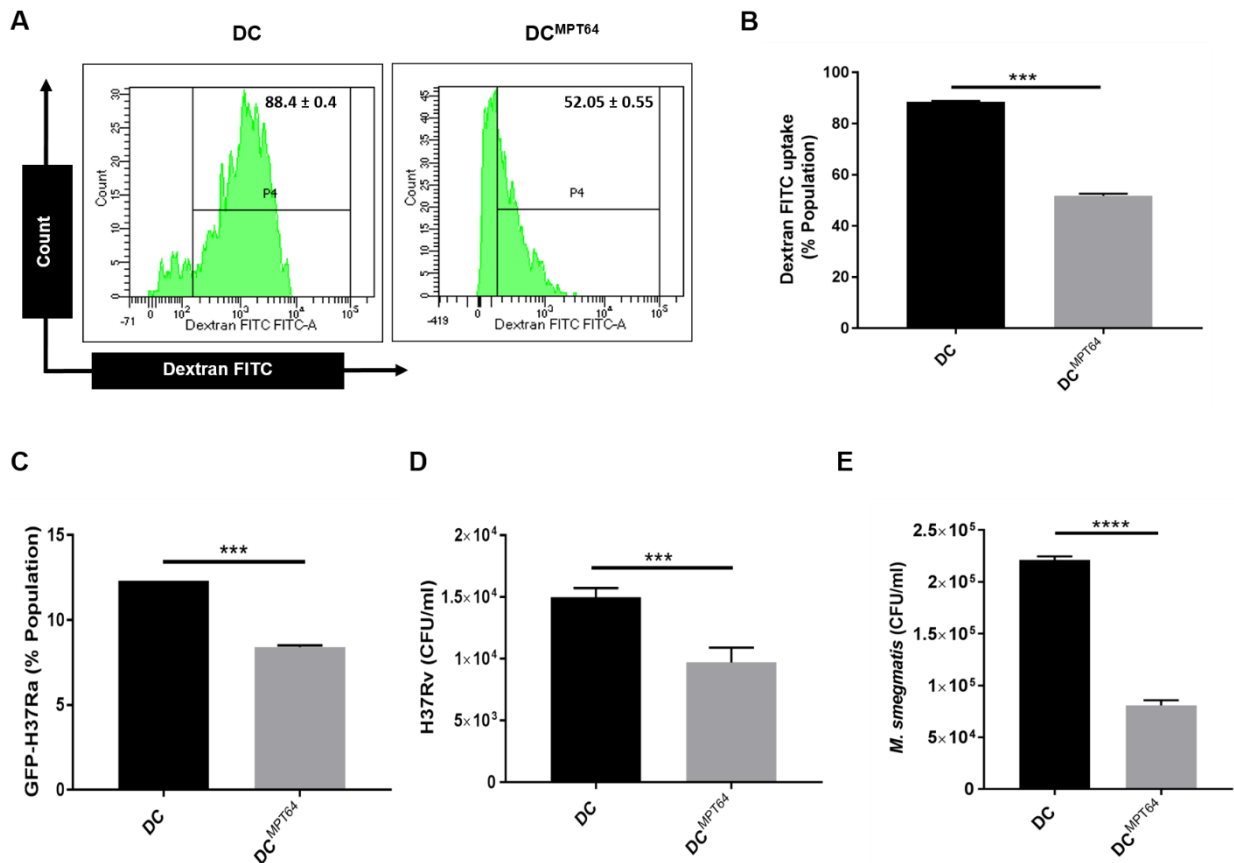 A
DC
DC^MPT64
B
88.4 ± 0.4
52.05 ± 0.55
P4
P4
Count
Count
Count
30
25
20
15
10
5
0
45
40
35
30
25
20
15
10
5
0
-71
0
10^2
10^3
10^4
10^5
-419
0
10^3
10^4
10^5
Dextran FITC FITC-A
Dextran FITC FITC-A
Dextran FITC
***
Dextran FITC uptake
(% Population)
100
80
60
40
20
0
DC
DC^MPT64
C
***
GFP-H37Ra (% Population)
15
10
5
0
DC
DC^MPT64
D
***
H37Rv (CFU/ml)
2×10^4
1.5×10^4
1×10^4
5×10^3
0
DC
DC^MPT64
E
****
M. smegmatis (CFU/ml)
2.5×10^5
2×10^5
1.5×10^5
1×10^5
5×10^4
0
DC
DC^MPT64